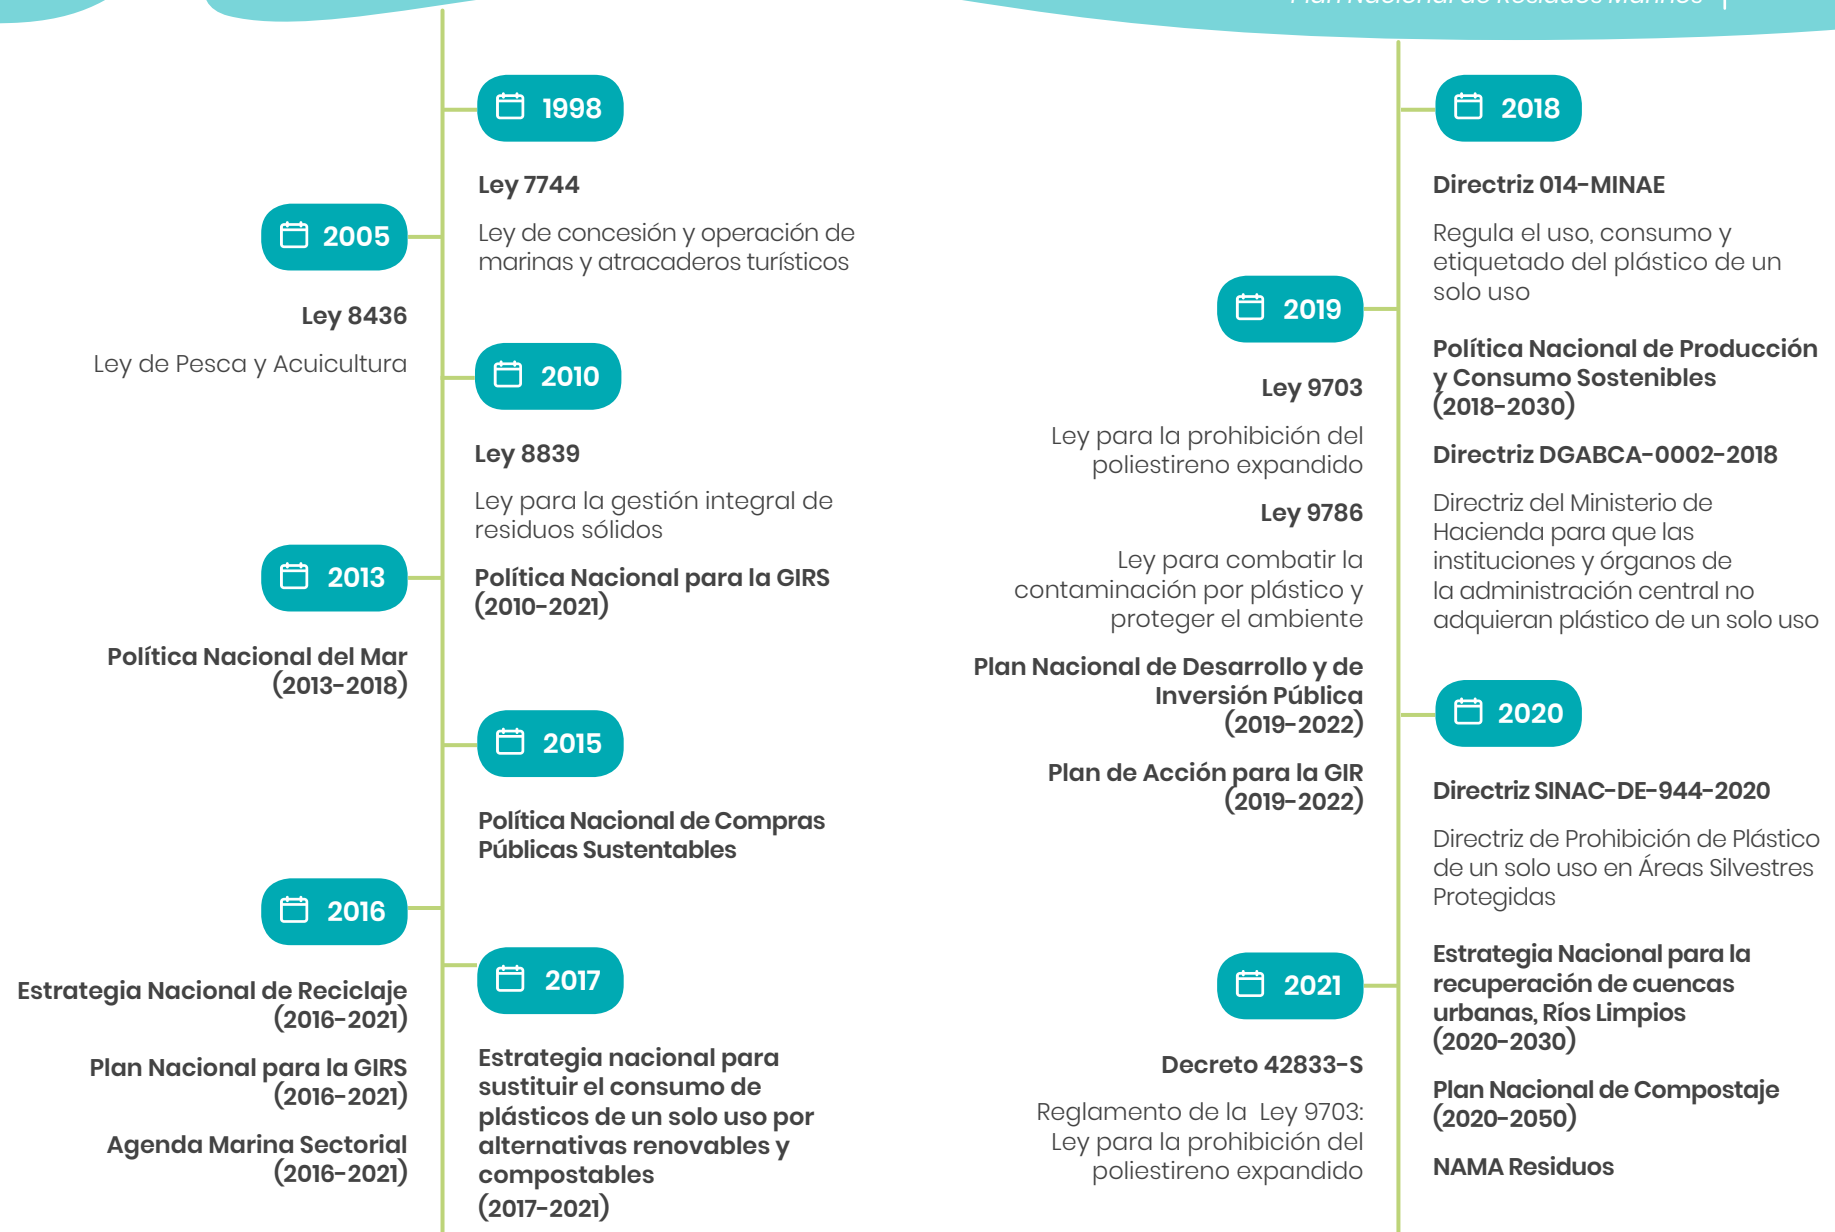 Plan Nacional de Residuos Marinos
1998
Ley 7744
Ley de concesión y operación de
marinas y atracaderos turísticos
2005
Ley 8436
Ley de Pesca y Acuicultura
2010
Ley 8839
Ley para la gestión integral de
residuos sólidos
Política Nacional para la GIRS
(2010-2021)
2013
Política Nacional del Mar
(2013-2018)
2015
Política Nacional de Compras
Públicas Sustentables
2016
Estrategia Nacional de Reciclaje
(2016-2021)
Plan Nacional para la GIRS
(2016-2021)
Agenda Marina Sectorial
(2016-2021)
2017
Estrategia nacional para
sustituir el consumo de
plásticos de un solo uso por
alternativas renovables y
compostables
(2017-2021)
2018
Directriz 014-MINAE
Regula el uso, consumo y
etiquetado del plástico de un
solo uso
Política Nacional de Producción
y Consumo Sostenibles
(2018-2030)
Directriz DGABCA-0002-2018
Directriz del Ministerio de
Hacienda para que las
instituciones y órganos de
la administración central no
adquieran plástico de un solo uso
2019
Ley 9703
Ley para la prohibición del
poliestireno expandido
Ley 9786
Ley para combatir la
contaminación por plástico y
proteger el ambiente
Plan Nacional de Desarrollo y de
Inversión Pública
(2019-2022)
Plan de Acción para la GIR
(2019-2022)
2020
Directriz SINAC-DE-944-2020
Directriz de Prohibición de Plástico
de un solo uso en Áreas Silvestres
Protegidas
Estrategia Nacional para la
recuperación de cuencas
urbanas, Ríos Limpios
(2020-2030)
Plan Nacional de Compostaje
(2020-2050)
NAMA Residuos
2021
Decreto 42833-S
Reglamento de la Ley 9703:
Ley para la prohibición del
poliestireno expandido